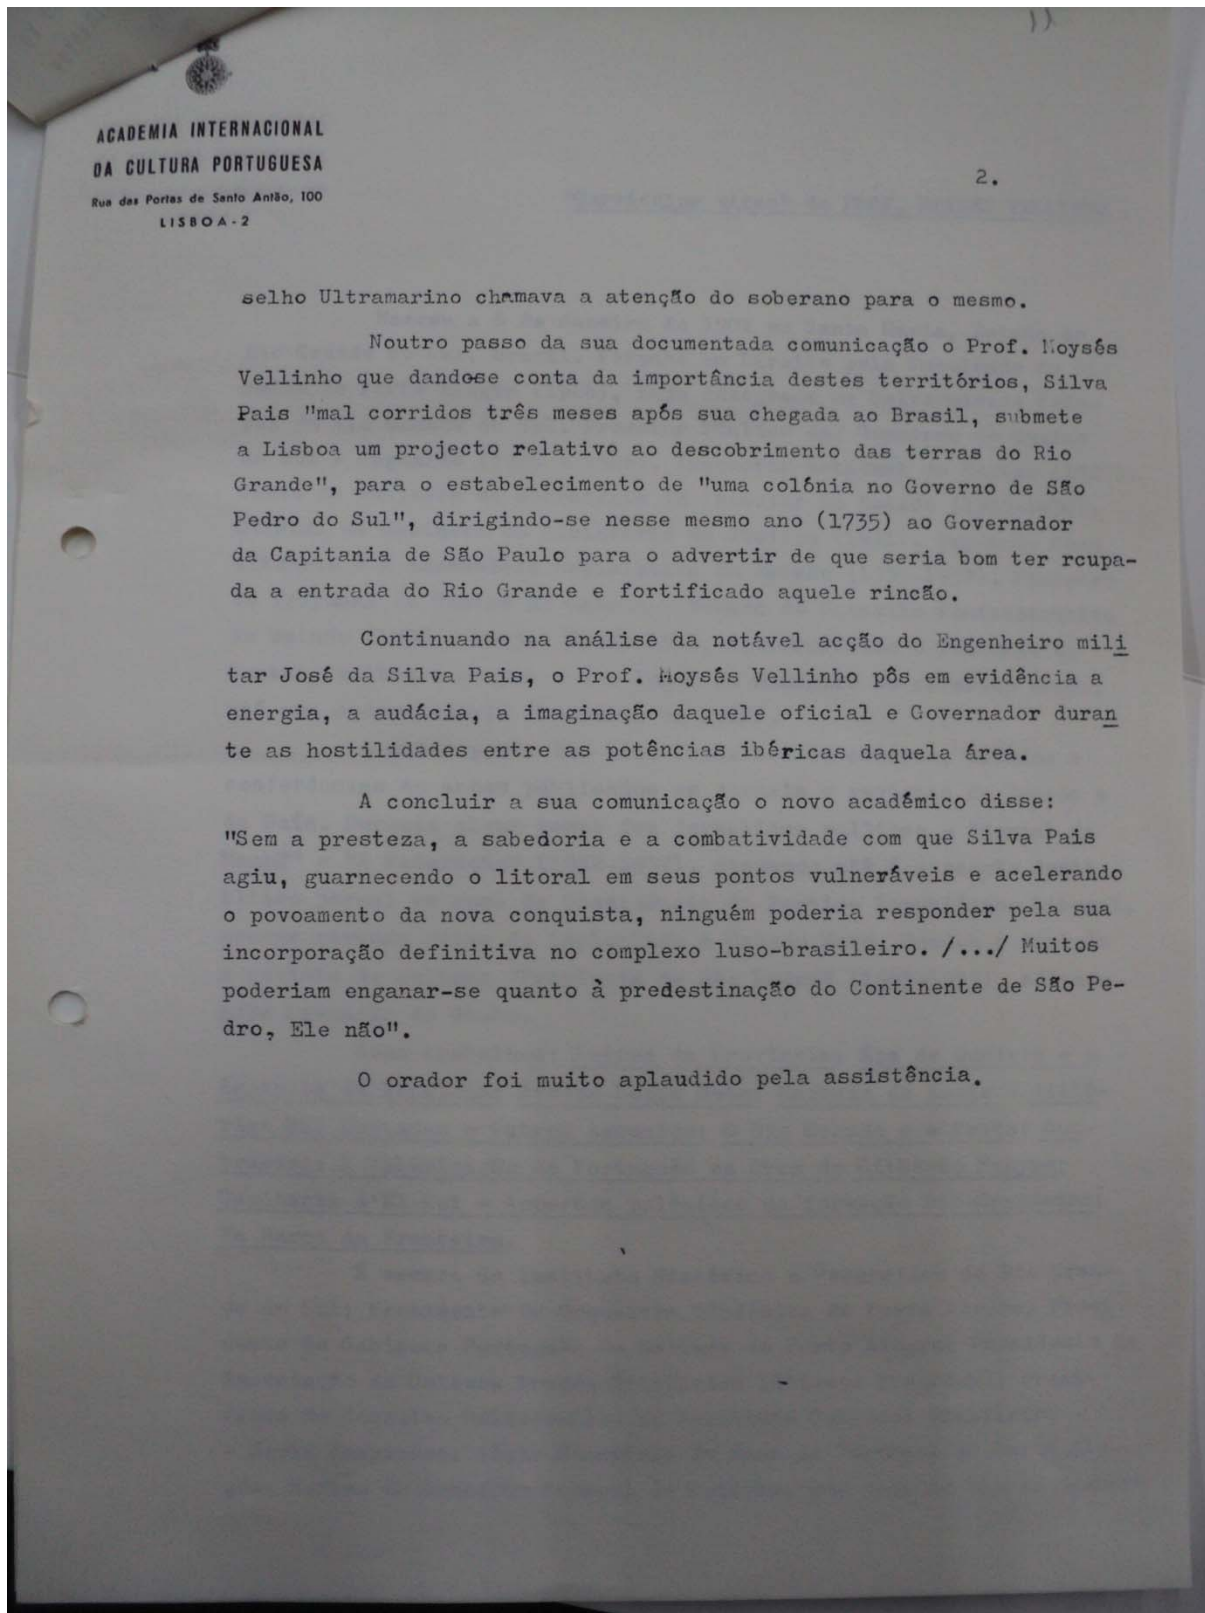 11
ACADEMIA INTERNACIONAL
DA CULTURA PORTUGUESA
Rua das Portas de Santo Antão, 100
LISBOA-2
2.
selho Ultramarino chamava a atenção do soberano para o mesmo.
Noutro passo da sua documentada comunicação o Prof. Moysés
Vellinho que dandose conta da importância destes territórios, Silva
Pais "mal corridos três meses após sua chegada ao Brasil, submete
a Lisboa um projecto relativo ao descobrimento das terras do Rio
Grande", para o estabelecimento de "uma colónia no Governo de São
Pedro do Sul", dirigindo-se nesse mesmo ano (1735) ao Governador
da Capitania de São Paulo para o advertir de que seria bom ter rcupa-
da a entrada do Rio Grande e fortificado aquele rincão.
Continuando na análise da notável acção do Engenheiro mili
tar José da Silva Pais, o Prof. Moysés Vellinho pôs em evidência a
energia, a audácia, a imaginação daquele oficial e Governador duran
te as hostilidades entre as potências ibéricas daquela área.
A concluir a sua comunicação o novo académico disse:
"Sem a presteza, a sabedoria e a combatividade com que Silva Pais
agiu, guarnecendo o litoral em seus pontos vulneráveis e acelerando
o povoamento da nova conquista, ninguém poderia responder pela sua
incorporação definitiva no complexo luso-brasileiro. /.../ Muitos
poderiam enganar-se quanto à predestinação do Continente de São Pe-
dro, Ele não".
O orador foi muito aplaudido pela assistência.